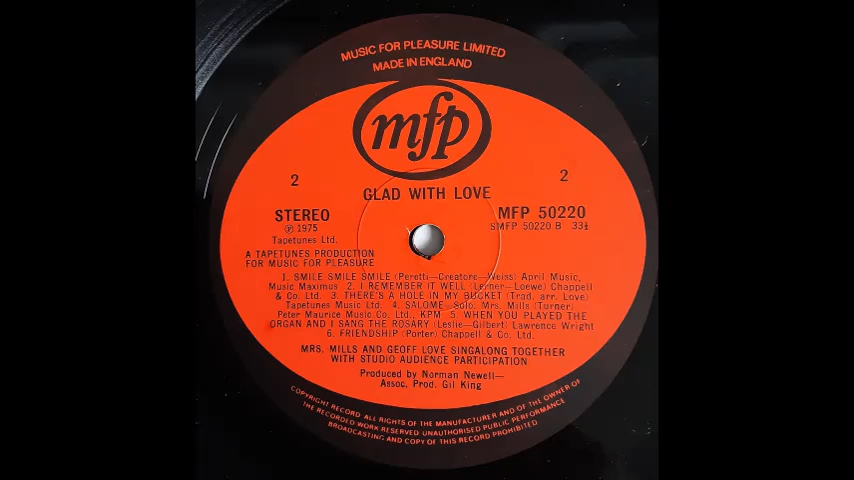 MUSIC FOR PLEASURE LIMITED
MADE IN ENGLAND
mfp
2
2
GLAD WITH LOVE
STEREO
Ⓟ 1975
Tapetunes Ltd.
MFP 50220
SMFP 50220 B 33⅓
A TAPETUNES PRODUCTION
FOR MUSIC FOR PLEASURE
1. SMILE SMILE SMILE (Peretti—Creatore—Weiss) April Music,
Music Maximus 2. I REMEMBER IT WELL (Lerner—Loewe) Chappell
& Co. Ltd. 3. THERE'S A HOLE IN MY BUCKET (Trad. arr. Love)
Tapetunes Music Ltd. 4. SALOME—Solo, Mrs. Mills (Turner)
Peter Maurice Music Co. Ltd., KPM 5. WHEN YOU PLAYED THE
ORGAN AND I SANG THE ROSARY (Leslie—Gilbert) Lawrence Wright
6. FRIENDSHIP (Porter) Chappell & Co. Ltd.
MRS. MILLS AND GEOFF LOVE SINGALONG TOGETHER
WITH STUDIO AUDIENCE PARTICIPATION
Produced by Norman Newell—
Assoc. Prod. Gil King
COPYRIGHT RECORD ALL RIGHTS OF THE MANUFACTURER AND OF THE OWNER OF
THE RECORDED WORK RESERVED UNAUTHORISED PUBLIC PERFORMANCE
BROADCASTING AND COPY OF THIS RECORD PROHIBITED